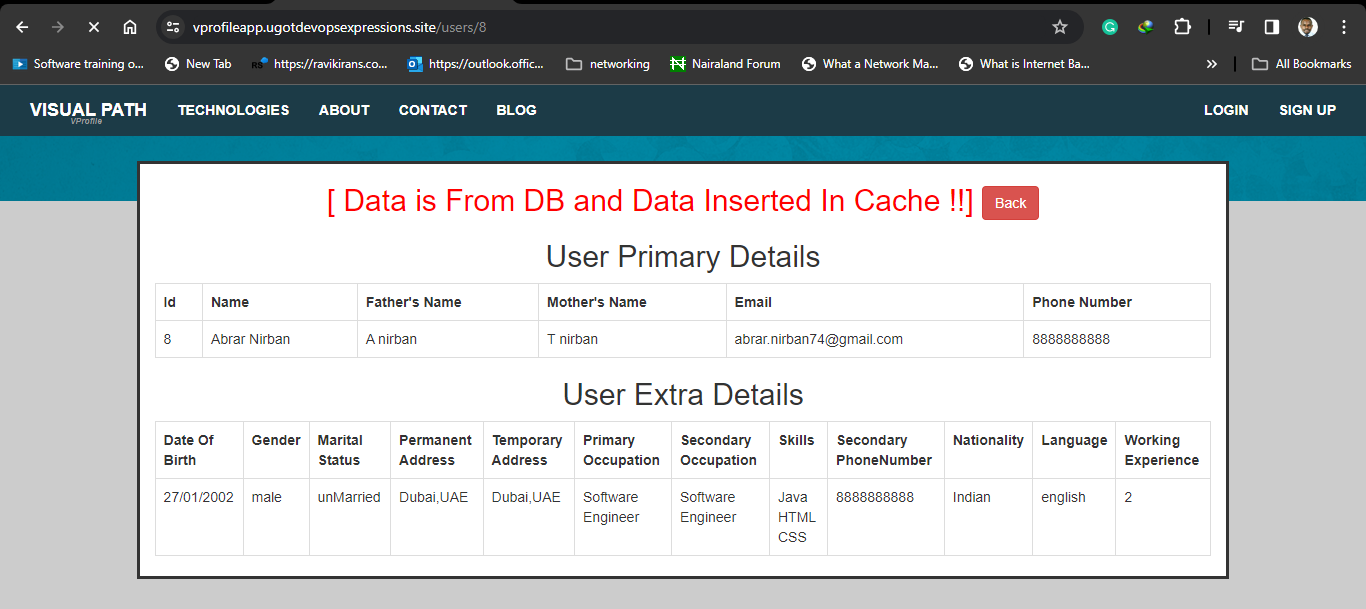 vprofileapp.ugotdevopsexpressions.site/users/8
Software training o... New Tab https://ravikirans.co... https://outlook.offic... networking Nairaland Forum What a Network Ma... What is Internet Ba... » All Bookmarks
VISUAL PATH TECHNOLOGIES ABOUT CONTACT BLOG LOGIN SIGN UP
VProfile
[ Data is From DB and Data Inserted In Cache !!] Back
User Primary Details
Id Name Father's Name Mother's Name Email Phone Number
8 Abrar Nirban A nirban T nirban abrar.nirban74@gmail.com 8888888888
User Extra Details
Date Of Gender Marital Permanent Temporary Primary Secondary Skills Secondary Nationality Language Working
Birth Status Address Address Occupation Occupation PhoneNumber Experience
27/01/2002 male unMarried Dubai,UAE Dubai,UAE Software Software Java 8888888888 Indian english 2
Engineer Engineer HTML
CSS